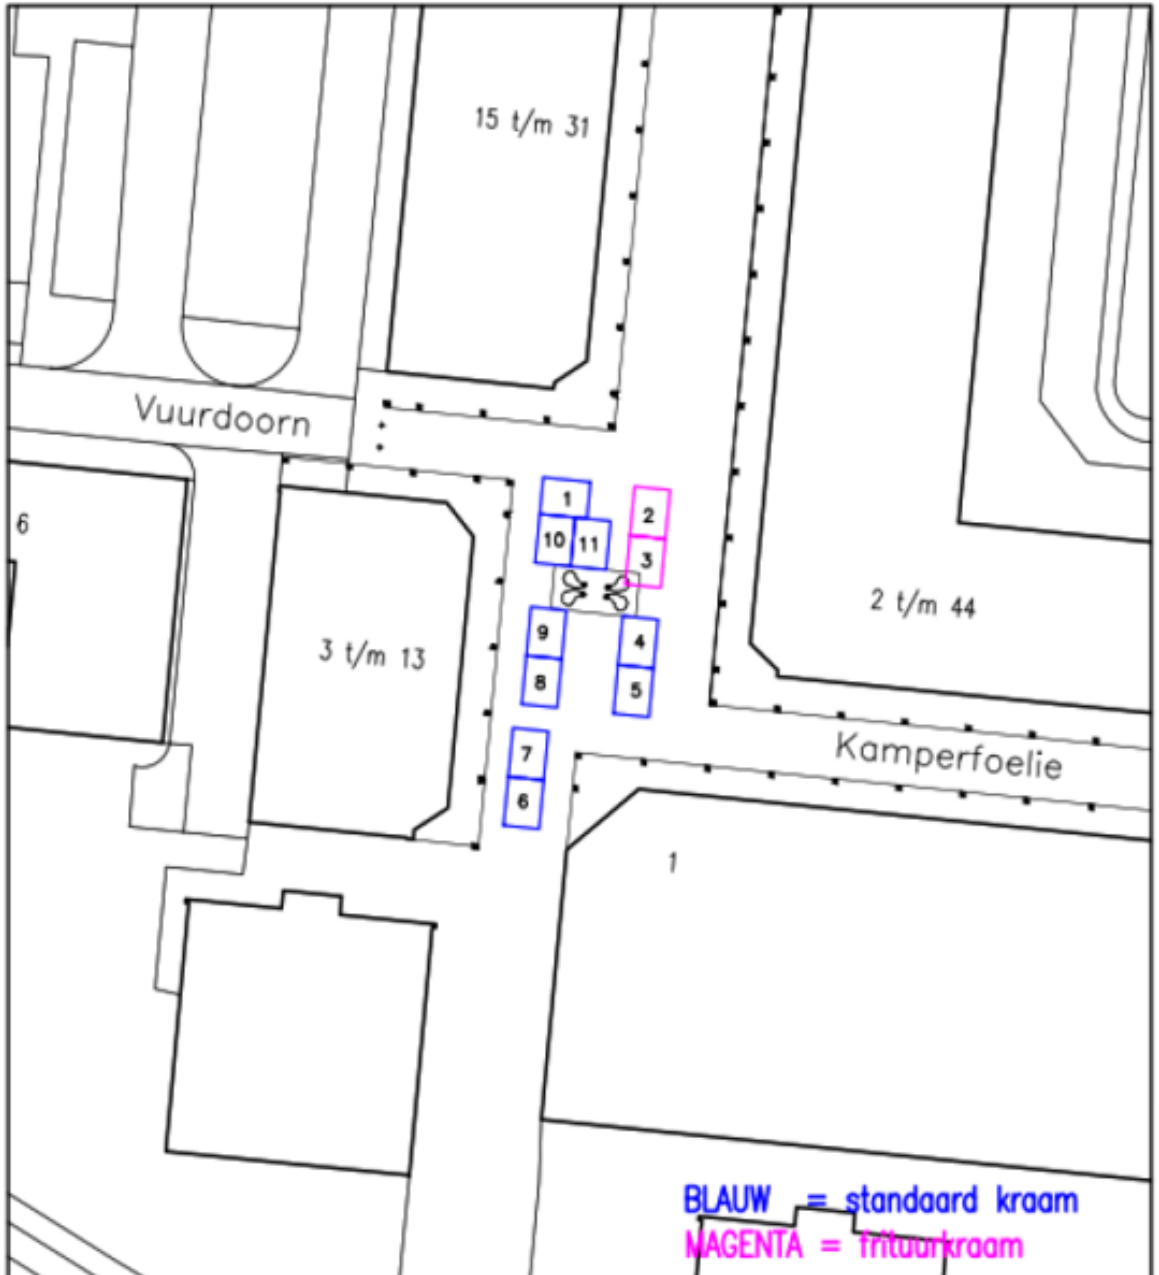 15 t/m 31
Vuurdoorn
1
2
10
11
3
6
2 t/m 44
9
4
3 t/m 13
8
5
7
Kamperfoelie
6
1
BLAUW = standaard kraam
MAGENTA = frituurkraam